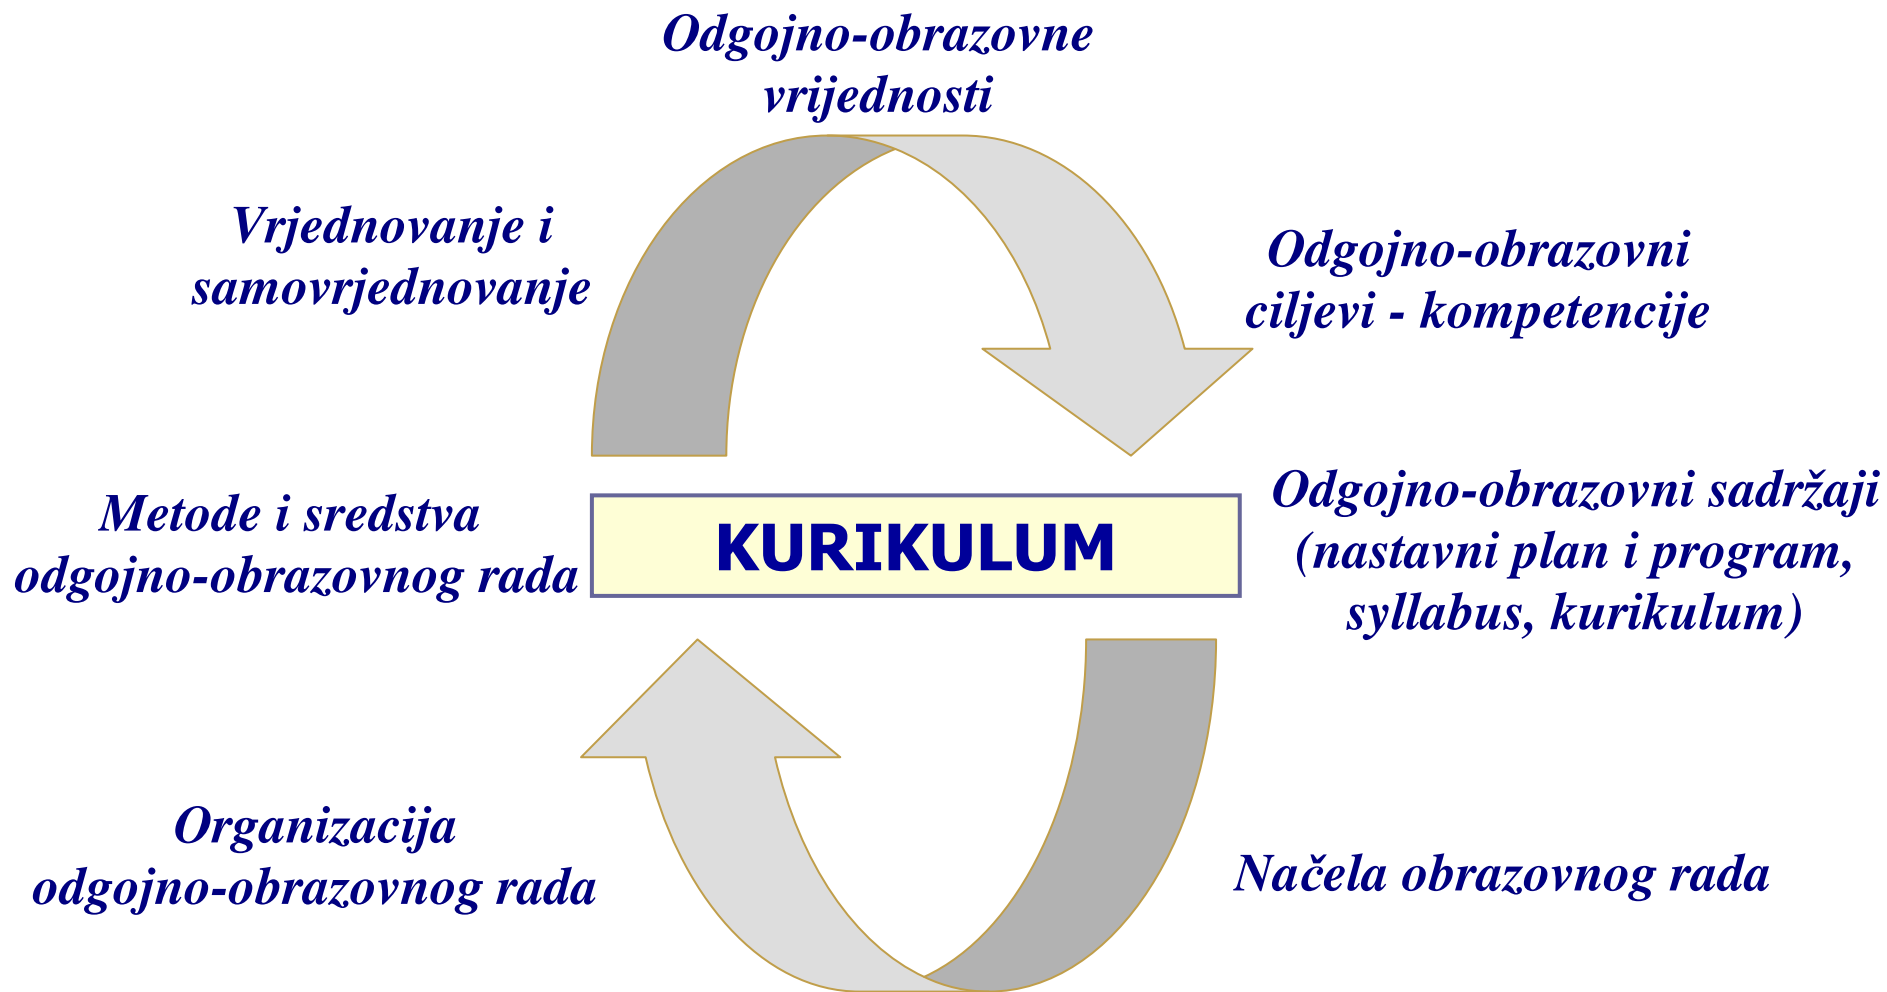 Odgojno-obrazovne
vrijednosti
Vrjednovanje i
samovrjednovanje
Odgojno-obrazovni
ciljevi - kompetencije
Metode i sredstva
odgojno-obrazovnog rada
KURIKULUM
Odgojno-obrazovni sadržaji
(nastavni plan i program,
syllabus, kurikulum)
Organizacija
odgojno-obrazovnog rada
Načela obrazovnog rada